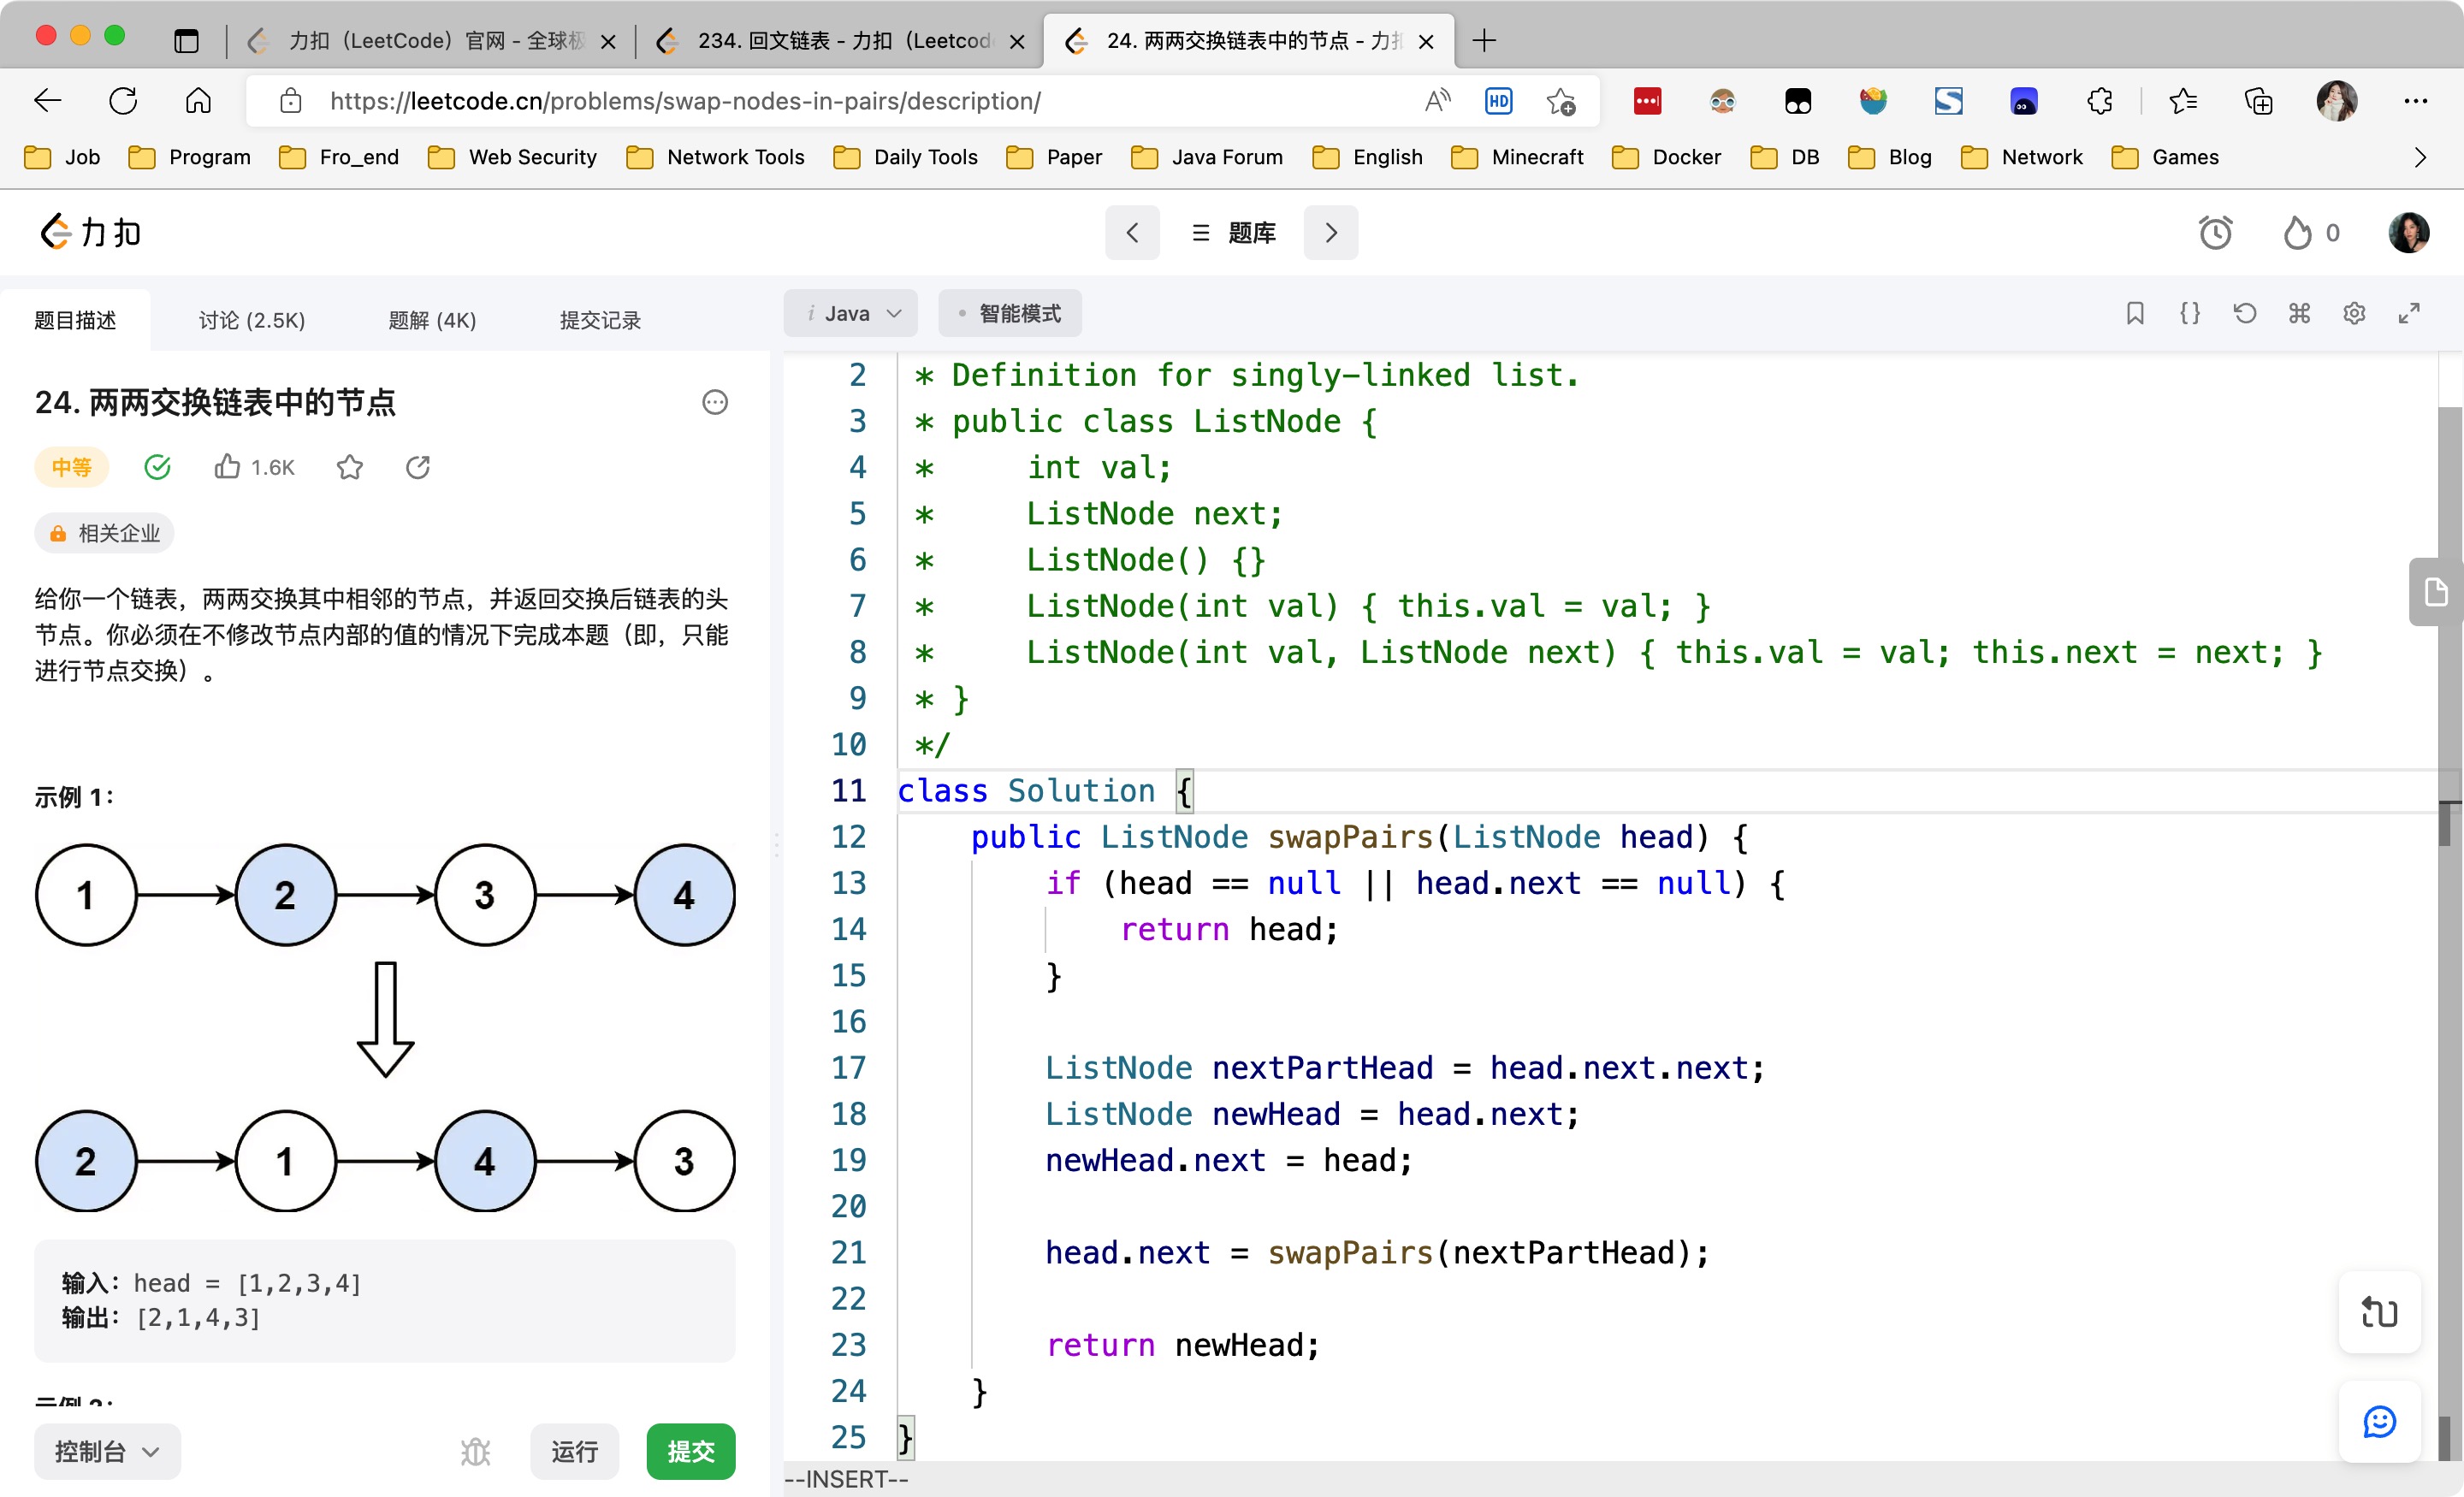 力扣（LeetCode）官网 - 全球极
234. 回文链表 - 力扣（Leetcod
24. 两两交换链表中的节点 - 力扣
https://leetcode.cn/problems/swap-nodes-in-pairs/description/
HD
Job Program Fro_end Web Security Network Tools Daily Tools Paper Java Forum English Minecraft Docker DB Blog Network Games
力扣
题库
0
题目描述 讨论 (2.5K) 题解 (4K) 提交记录
24. 两两交换链表中的节点
中等 1.6K
相关企业
给你一个链表，两两交换其中相邻的节点，并返回交换后链表的头
节点。你必须在不修改节点内部的值的情况下完成本题（即，只能
进行节点交换）。
示例 1：
1 2 3 4
2 1 4 3
输入：head = [1,2,3,4]
输出：[2,1,4,3]
示例 2：
控制台 运行 提交
i Java 智能模式
2 * Definition for singly-linked list.
3 * public class ListNode {
4 *     int val;
5 *     ListNode next;
6 *     ListNode() {}
7 *     ListNode(int val) { this.val = val; }
8 *     ListNode(int val, ListNode next) { this.val = val; this.next = next; }
9 * }
10 */
11 class Solution {
12     public ListNode swapPairs(ListNode head) {
13         if (head == null || head.next == null) {
14             return head;
15         }
16
17         ListNode nextPartHead = head.next.next;
18         ListNode newHead = head.next;
19         newHead.next = head;
20
21         head.next = swapPairs(nextPartHead);
22
23         return newHead;
24     }
25 }
--INSERT--